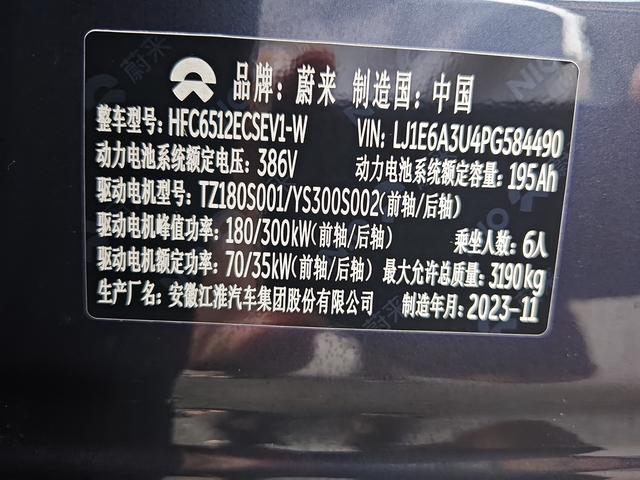 品牌：蔚来 制造国：中国
整车型号：HFC6512ECSEV1-W VIN：LJ1E6A3U4PG584490
动力电池系统额定电压：386V 动力电池系统额定容量：195Ah
驱动电机型号：TZ180S001/YS300S002(前轴/后轴)
驱动电机峰值功率：180/300kW(前轴/后轴) 乘坐人数：6人
驱动电机额定功率：70/35kW(前轴/后轴) 最大允许总质量：3190kg
生产厂名：安徽江淮汽车集团股份有限公司 制造年月：2023-11